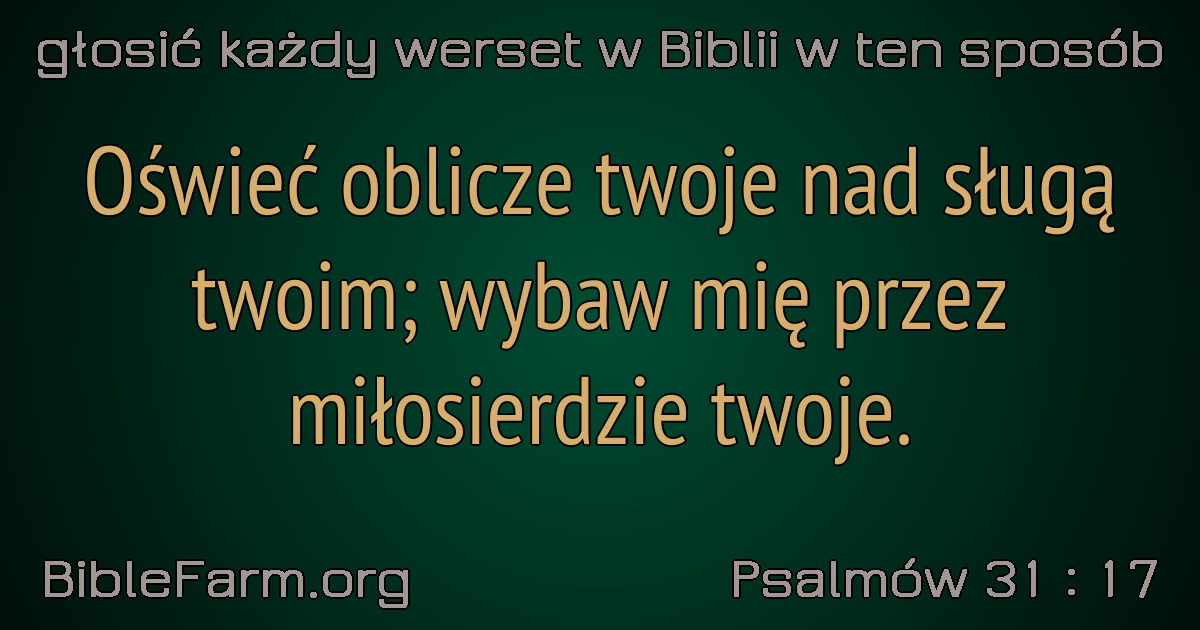 głosić każdy werset w Biblii w ten sposób
Oświeć oblicze twoje nad sługą
twoim; wybaw mię przez
miłosierdzie twoje.
BibleFarm.org
Psalmów 31 : 17